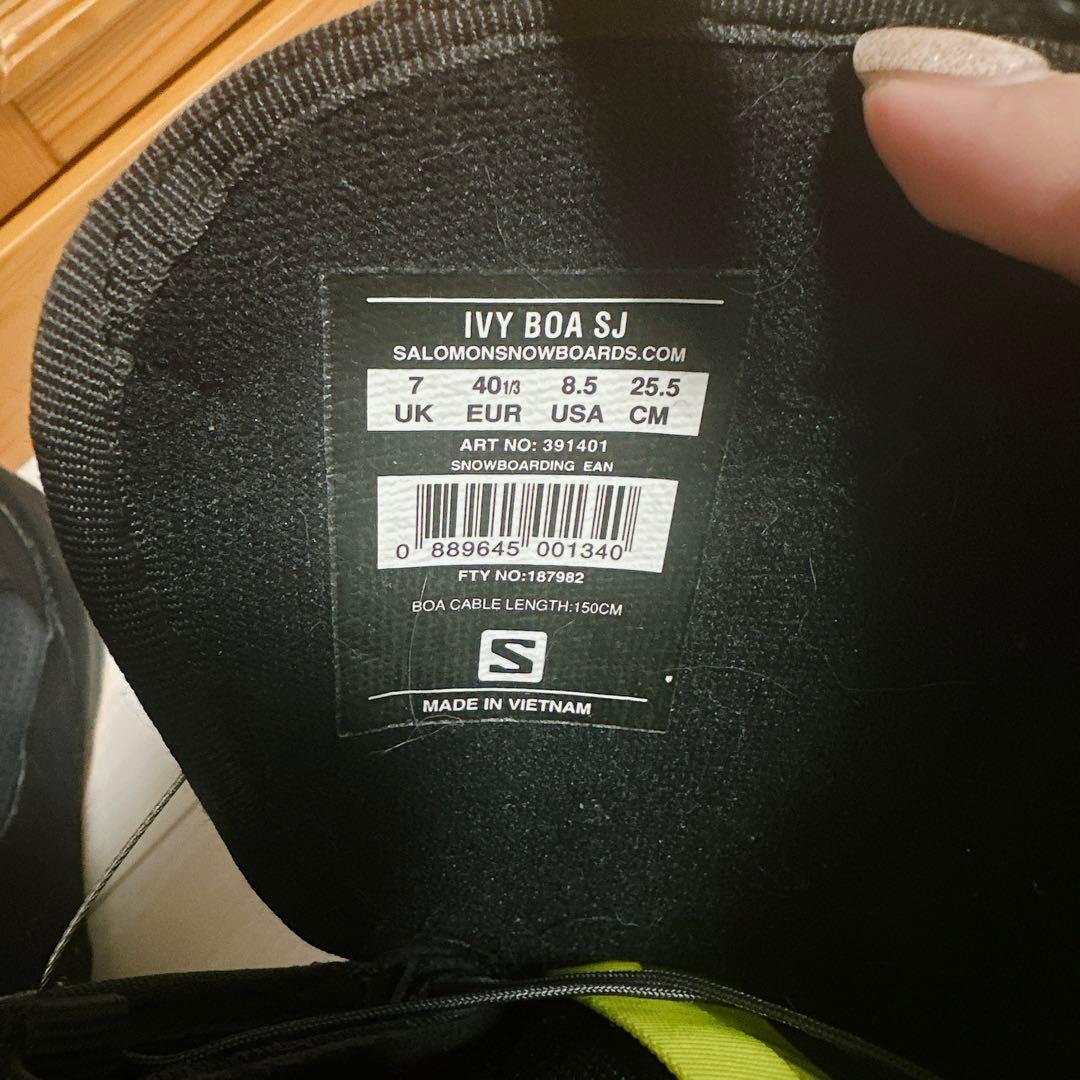 IVY BOA SJ
SALOMONSNOWBOARDS.COM
7 40 1/3 8.5 25.5
UK EUR USA CM
ART NO: 391401
SNOWBOARDING EAN
0 889645 001340
FTY NO:187982
BOA CABLE LENGTH:150CM
S
MADE IN VIETNAM